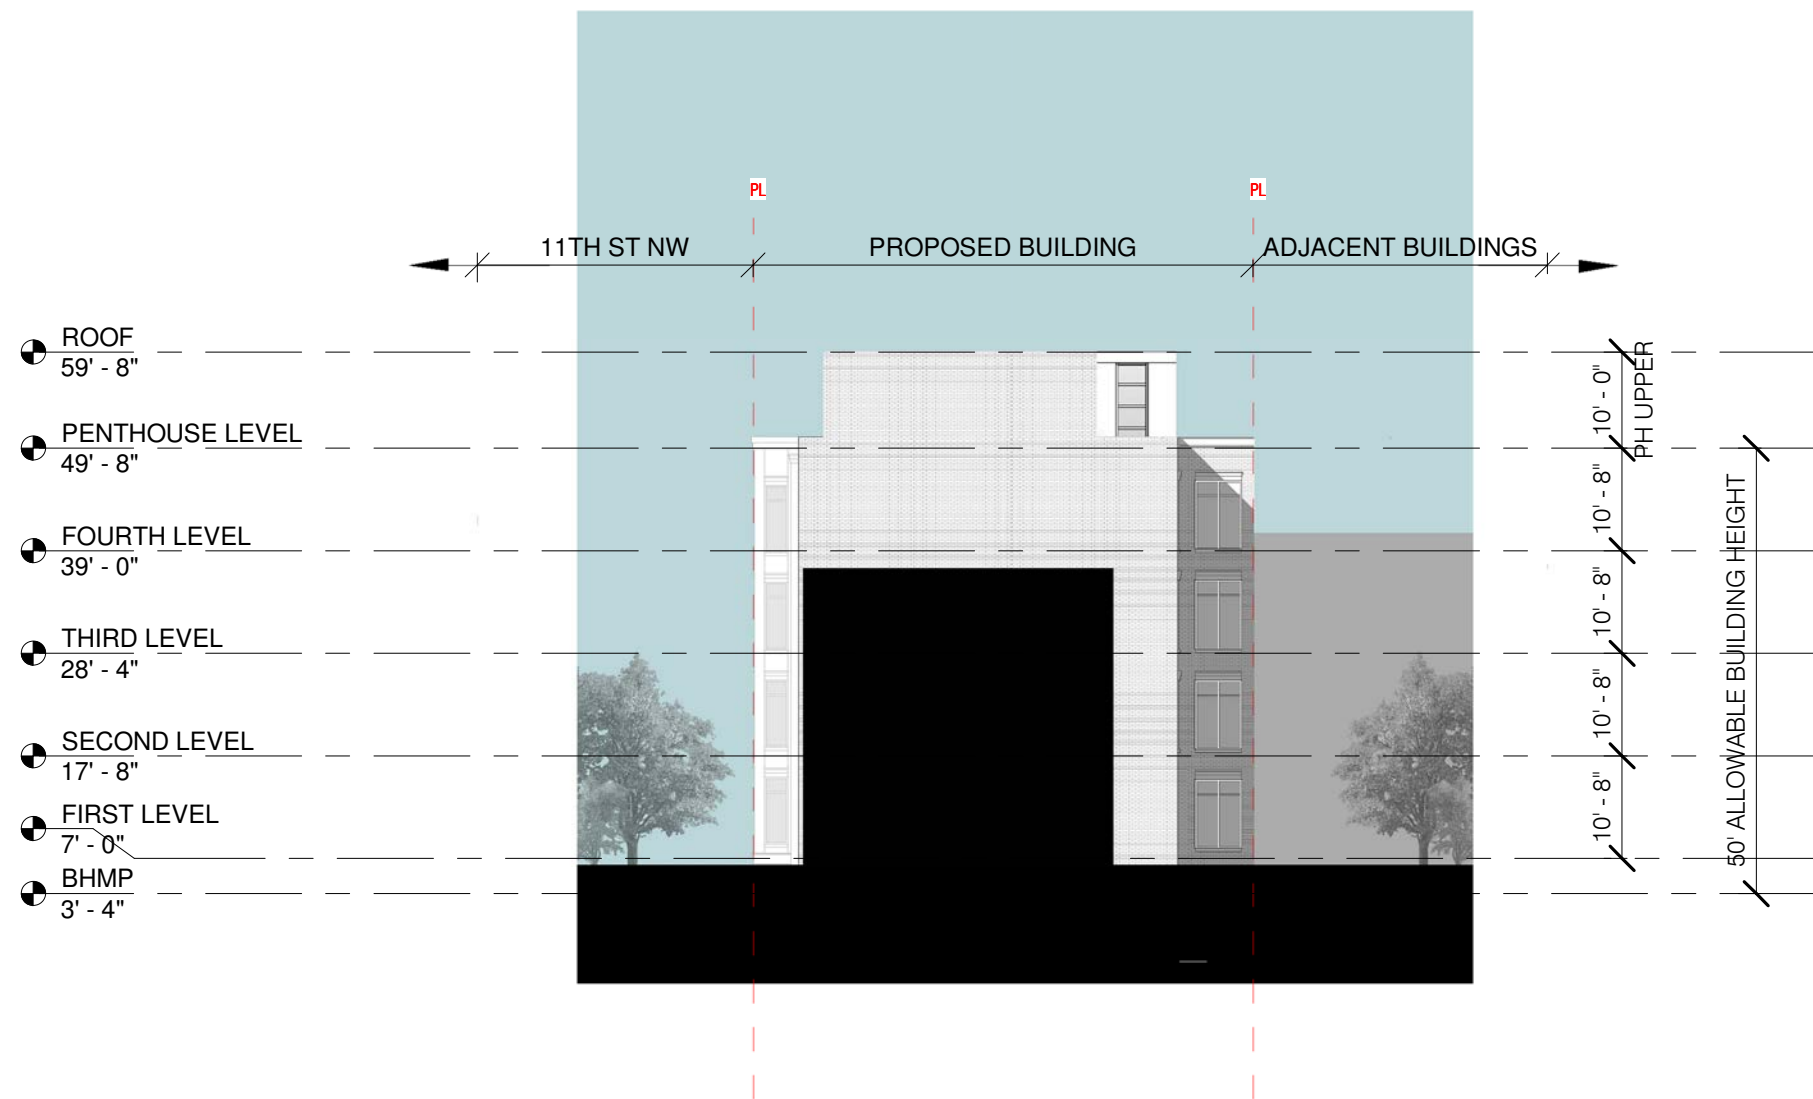 PL
PL
11TH ST NW
PROPOSED BUILDING
ADJACENT BUILDINGS
ROOF
59' - 8"
PENTHOUSE LEVEL
49' - 8"
FOURTH LEVEL
39' - 0"
THIRD LEVEL
28' - 4"
SECOND LEVEL
17' - 8"
FIRST LEVEL
7' - 0"
BHMP
3' - 4"
10' - 0"
PH UPPER
10' - 8"
10' - 8"
10' - 8"
10' - 8"
50' ALLOWABLE BUILDING HEIGHT